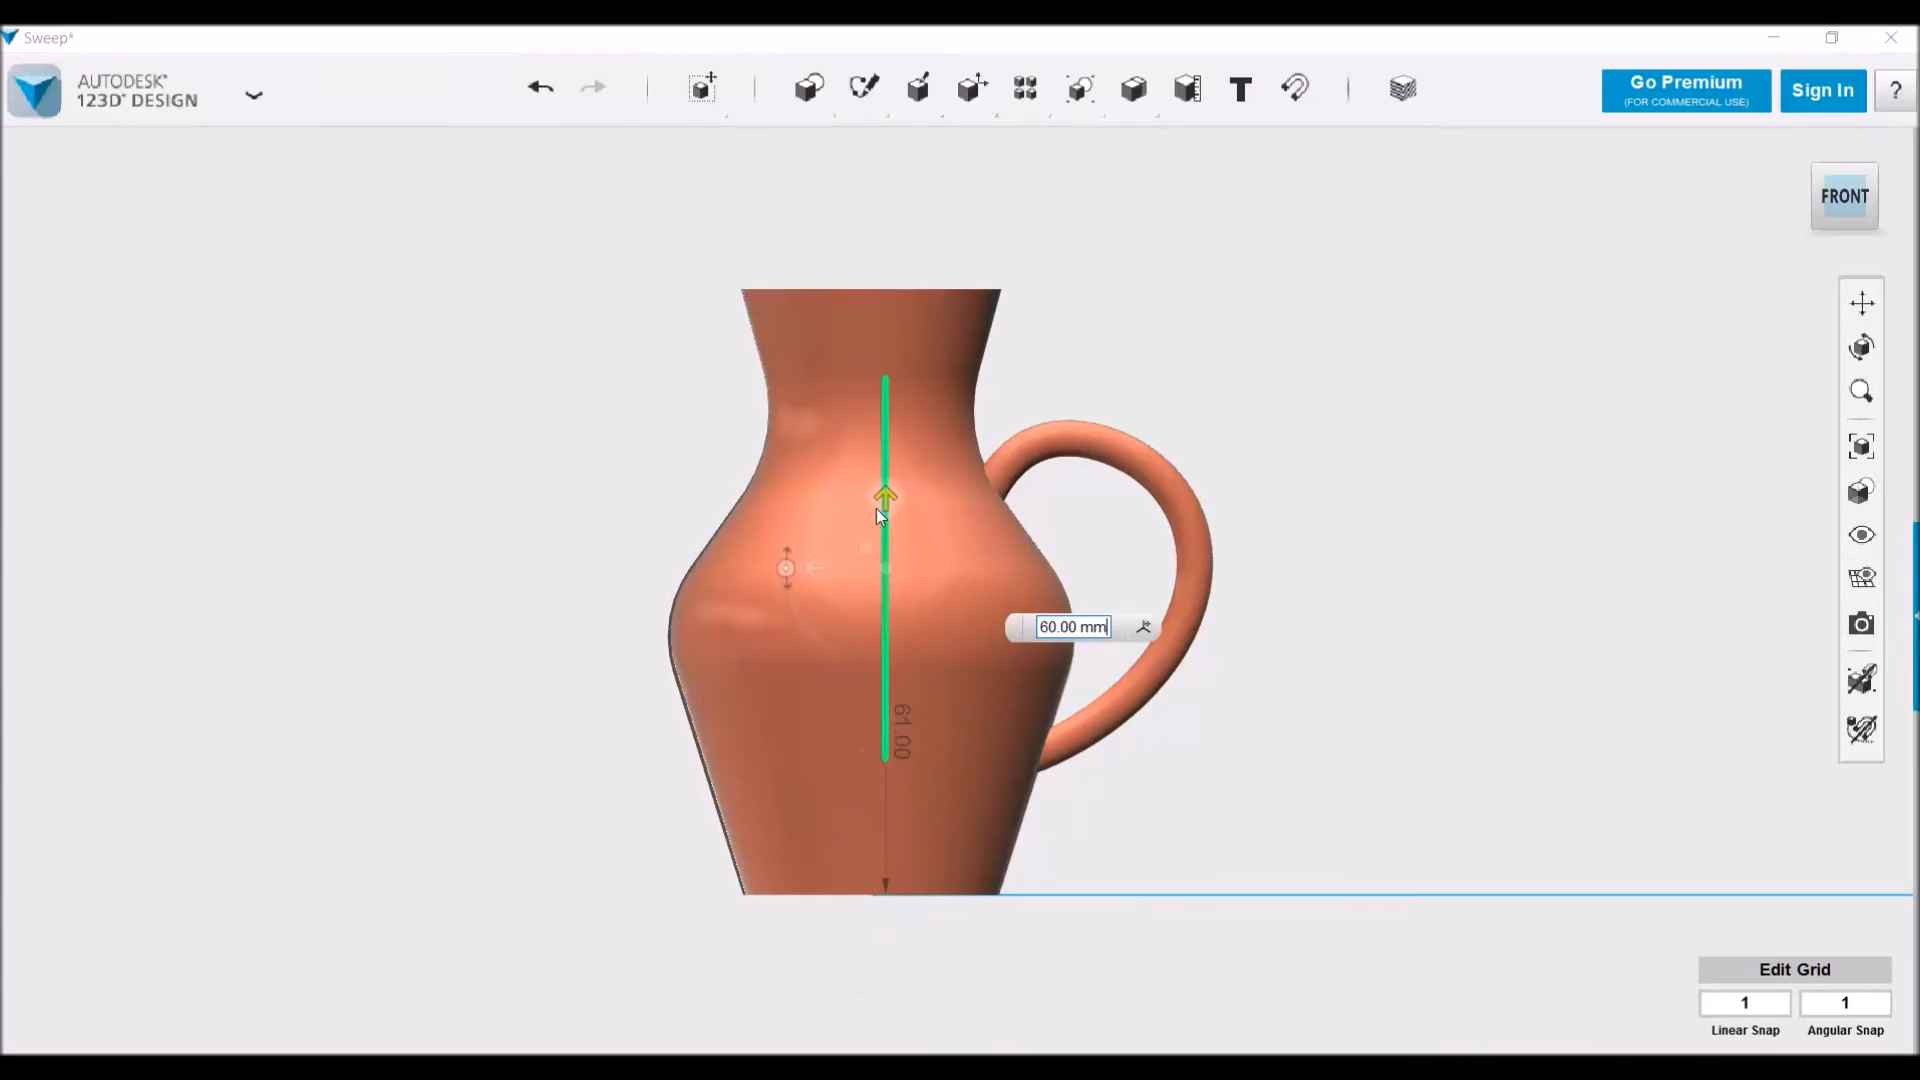 Sweep*
AUTODESK®
123D® DESIGN
Go Premium
(FOR COMMERCIAL USE)
Sign In
?
T
FRONT
60.00 mm
61.00
Edit Grid
1
1
Linear Snap
Angular Snap